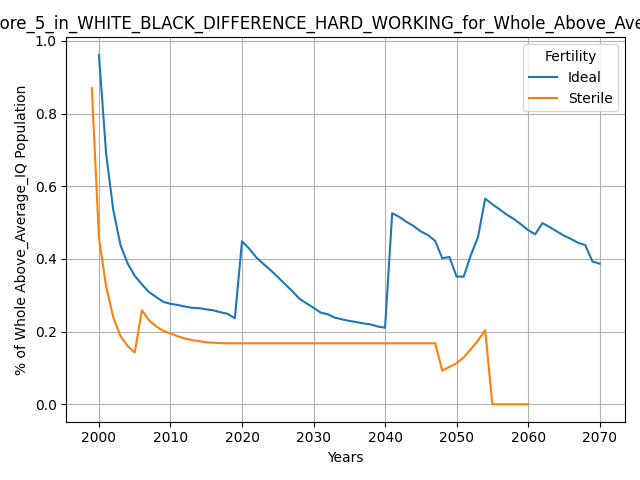 ore_5_in_WHITE_BLACK_DIFFERENCE_HARD_WORKING_for_Whole_Above_Ave
1.0
0.8
0.6
0.4
0.2
0.0
% of Whole Above_Average_IQ Population
Fertility
Ideal
Sterile
2000 2010 2020 2030 2040 2050 2060 2070
Years